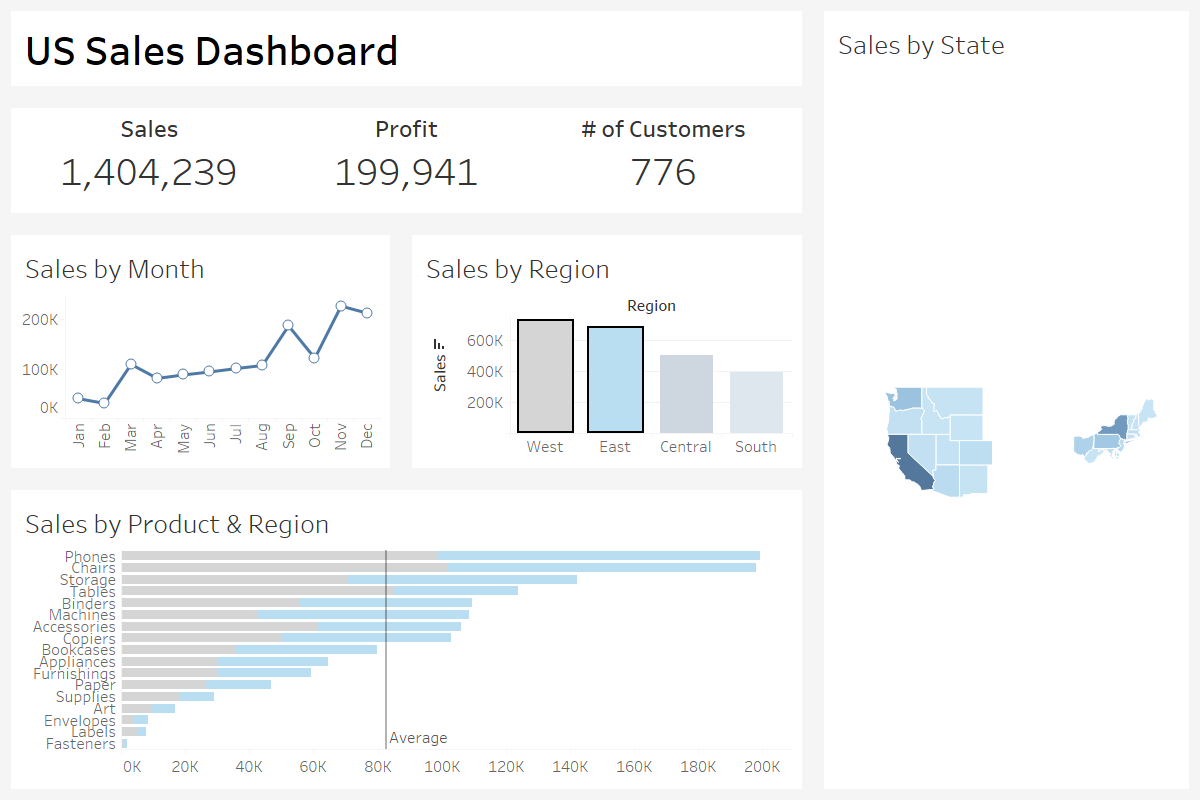 US Sales Dashboard
Sales Profit # of Customers
1,404,239 199,941 776
Sales by Month
200K
100K
0K
Jan Feb Mar Apr May Jun Jul Aug Sep Oct Nov Dec
Sales by Region
Region
Sales
600K
400K
200K
West East Central South
Sales by Product & Region
Phones
Chairs
Storage
Tables
Binders
Machines
Accessories
Copiers
Bookcases
Appliances
Furnishings
Paper
Supplies
Art
Envelopes
Labels
Fasteners
Average
0K 20K 40K 60K 80K 100K 120K 140K 160K 180K 200K
Sales by State